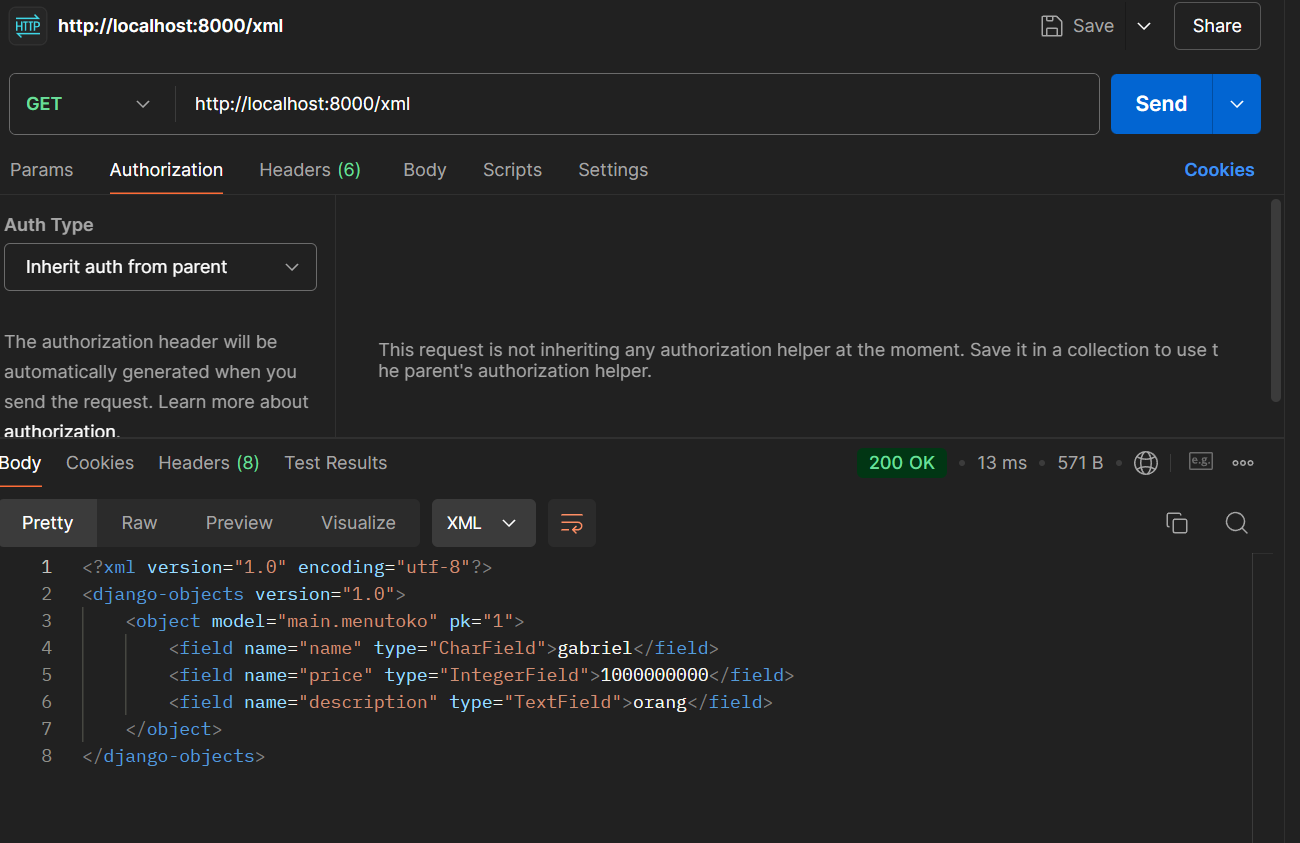 HTTP http://localhost:8000/xml Save Share
GET http://localhost:8000/xml Send
Params Authorization Headers (6) Body Scripts Settings Cookies
Auth Type
Inherit auth from parent
The authorization header will be
automatically generated when you
send the request. Learn more about
authorization.
This request is not inheriting any authorization helper at the moment. Save it in a collection to use t
he parent's authorization helper.
Body Cookies Headers (8) Test Results 200 OK • 13 ms • 571 B • e.g.
Pretty Raw Preview Visualize XML
1 <?xml version="1.0" encoding="utf-8"?>
2 <django-objects version="1.0">
3 <object model="main.menutoko" pk="1">
4 <field name="name" type="CharField">gabriel</field>
5 <field name="price" type="IntegerField">1000000000</field>
6 <field name="description" type="TextField">orang</field>
7 </object>
8 </django-objects>